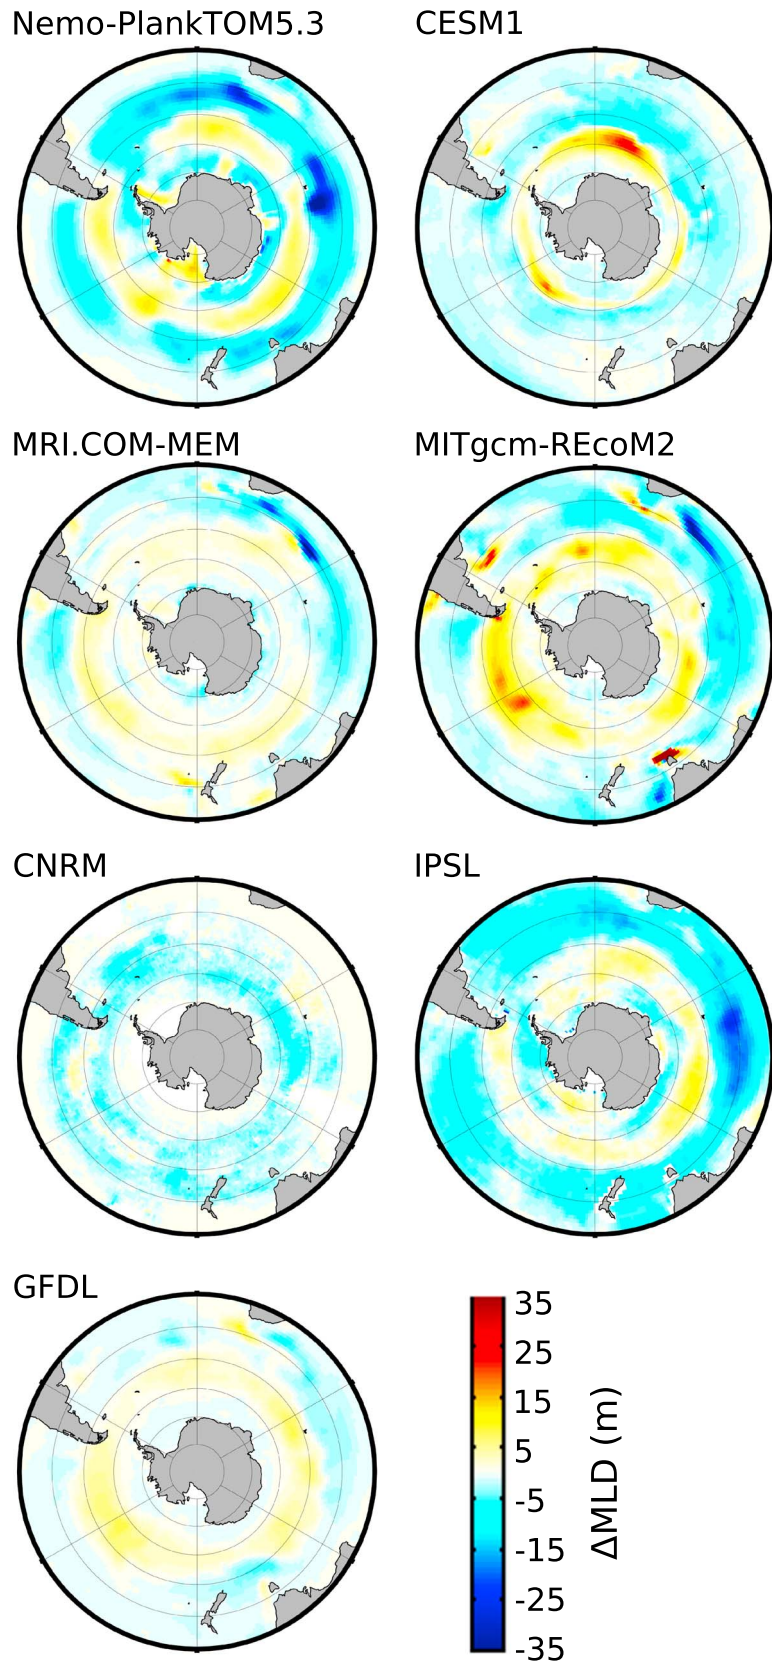 Nemo-PlankTOM5.3
CESM1
MRI.COM-MEM
MITgcm-REcoM2
CNRM
IPSL
GFDL
35
25
15
5
-5
-15
-25
-35
ΔMLD (m)